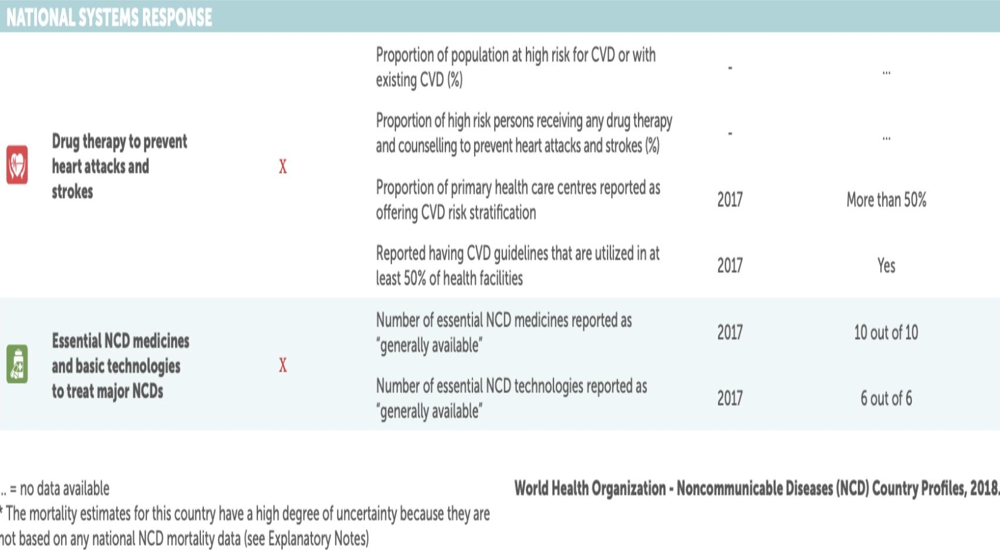 NATIONAL SYSTEMS RESPONSE
Drug therapy to prevent
heart attacks and
strokes
X
Proportion of population at high risk for CVD or with
existing CVD (%)
-
...
Proportion of high risk persons receiving any drug therapy
and counselling to prevent heart attacks and strokes (%)
-
...
Proportion of primary health care centres reported as
offering CVD risk stratification
2017
More than 50%
Reported having CVD guidelines that are utilized in at
least 50% of health facilities
2017
Yes
Essential NCD medicines
and basic technologies
to treat major NCDs
X
Number of essential NCD medicines reported as
"generally available"
2017
10 out of 10
Number of essential NCD technologies reported as
"generally available"
2017
6 out of 6
.. = no data available
World Health Organization - Noncommunicable Diseases (NCD) Country Profiles, 2018.
* The mortality estimates for this country have a high degree of uncertainty because they are
not based on any national NCD mortality data (see Explanatory Notes)